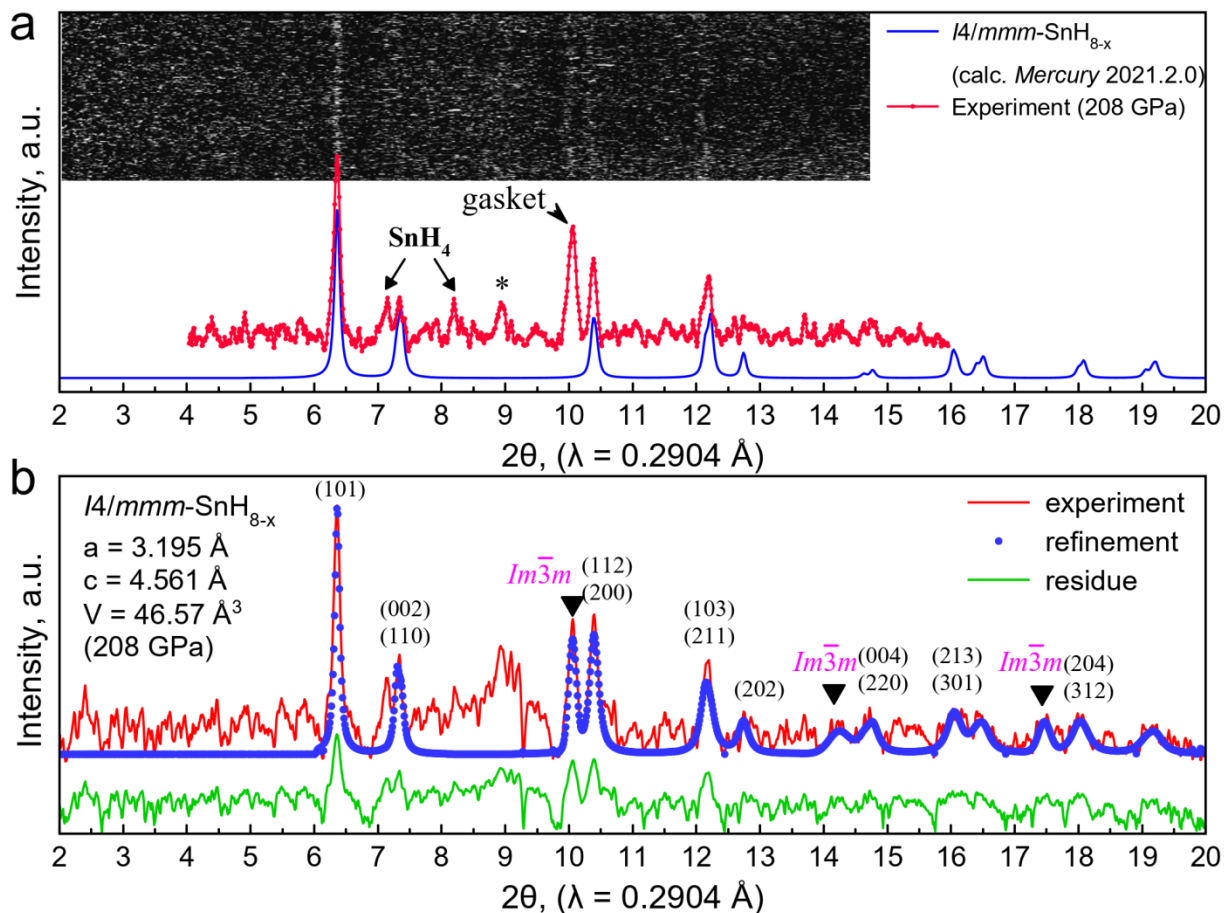 a
I4/mmm-SnH8-x
(calc. Mercury 2021.2.0)
Experiment (208 GPa)
gasket
SnH4
*
Intensity, a.u.
2 3 4 5 6 7 8 9 10 11 12 13 14 15 16 17 18 19 20
2θ, (λ = 0.2904 Å)
b
I4/mmm-SnH8-x
a = 3.195 Å
c = 4.561 Å
V = 46.57 Å³
(208 GPa)
(101)
(002)
(110)
Im3̅m
(112)
(200)
(103)
(211)
(202)
Im3̅m
(004)
(220)
(213)
(301)
Im3̅m
(204)
(312)
experiment
refinement
residue
Intensity, a.u.
2 3 4 5 6 7 8 9 10 11 12 13 14 15 16 17 18 19 20
2θ, (λ = 0.2904 Å)